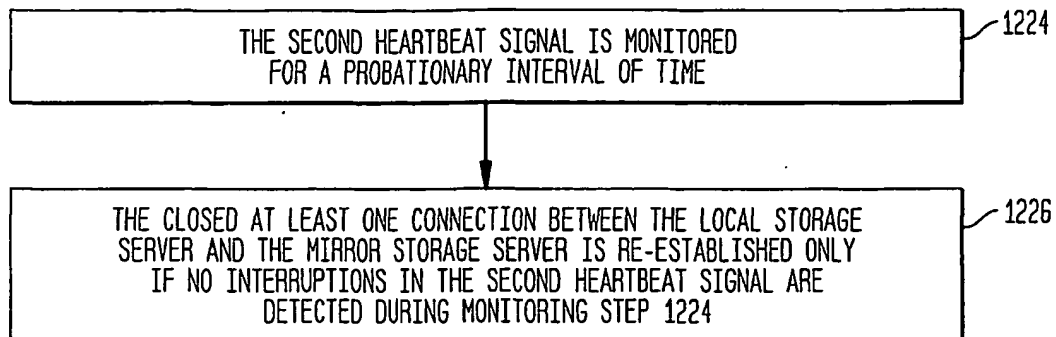 THE SECOND HEARTBEAT SIGNAL IS MONITORED
FOR A PROBATIONARY INTERVAL OF TIME
1224
THE CLOSED AT LEAST ONE CONNECTION BETWEEN THE LOCAL STORAGE
SERVER AND THE MIRROR STORAGE SERVER IS RE-ESTABLISHED ONLY
IF NO INTERRUPTIONS IN THE SECOND HEARTBEAT SIGNAL ARE
DETECTED DURING MONITORING STEP 1224
1226